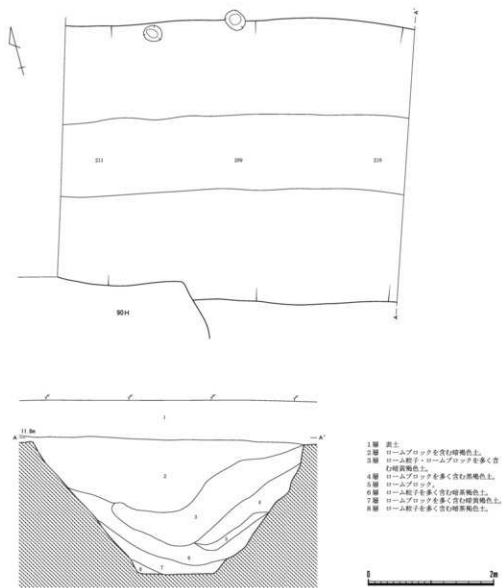 A'
211
209
210
90H
A
11.8m
A
A'
1
2
3
4
5
6
7
8
1層 表土
2層 ロームブロックを含む暗褐色土。
3層 ローム粒子・ロームブロックを多く含
む暗黄褐色土。
4層 ロームブロックを多く含む黒褐色土。
5層 ロームブロック。
6層 ローム粒子を多く含む暗茶褐色土。
7層 ロームブロックを多く含む暗黄褐色土。
8層 ローム粒子を多く含む暗茶褐色土。
0
2m